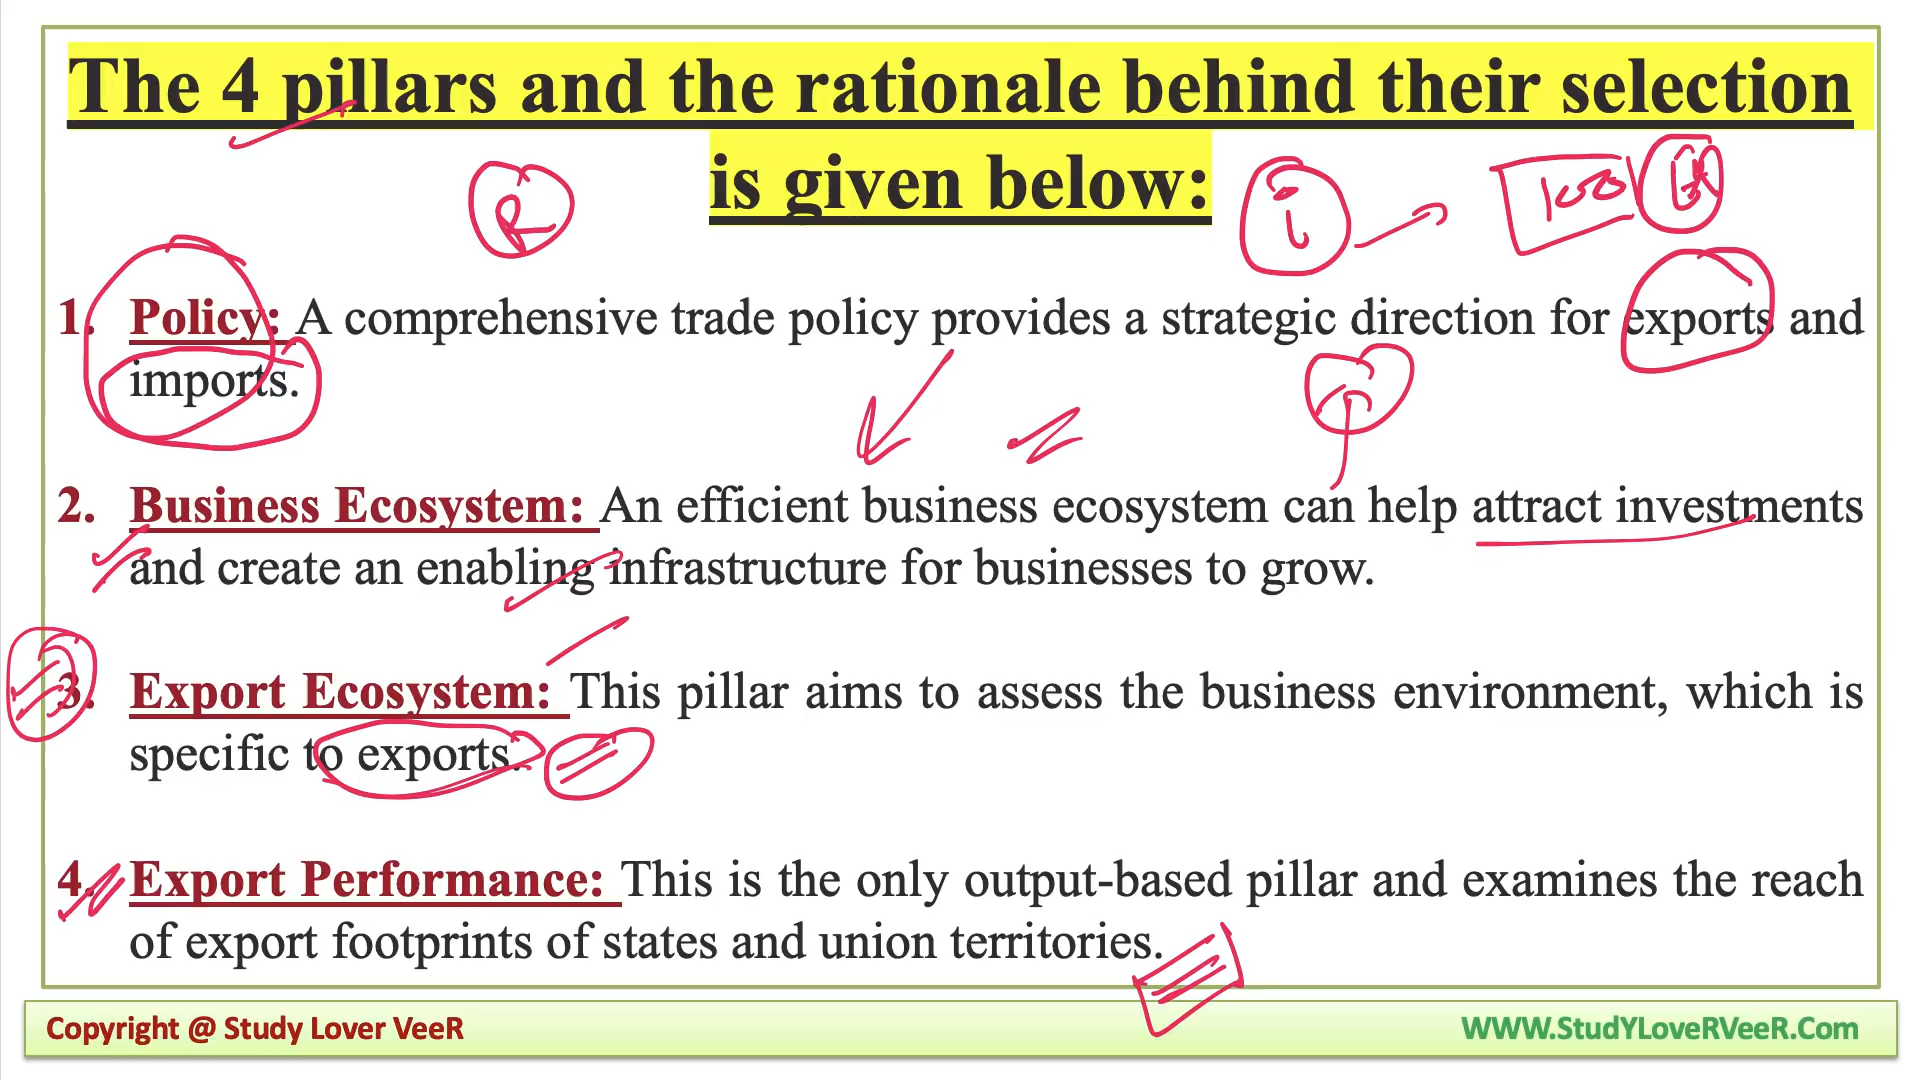 The 4 pillars and the rationale behind their selection
is given below:
R
i
100
1. Policy: A comprehensive trade policy provides a strategic direction for exports and
imports.
2. Business Ecosystem: An efficient business ecosystem can help attract investments
and create an enabling infrastructure for businesses to grow.
3. Export Ecosystem: This pillar aims to assess the business environment, which is
specific to exports.
4. Export Performance: This is the only output-based pillar and examines the reach
of export footprints of states and union territories.
Copyright @ Study Lover VeeR
WWW.StudYLoveRVeeR.Com